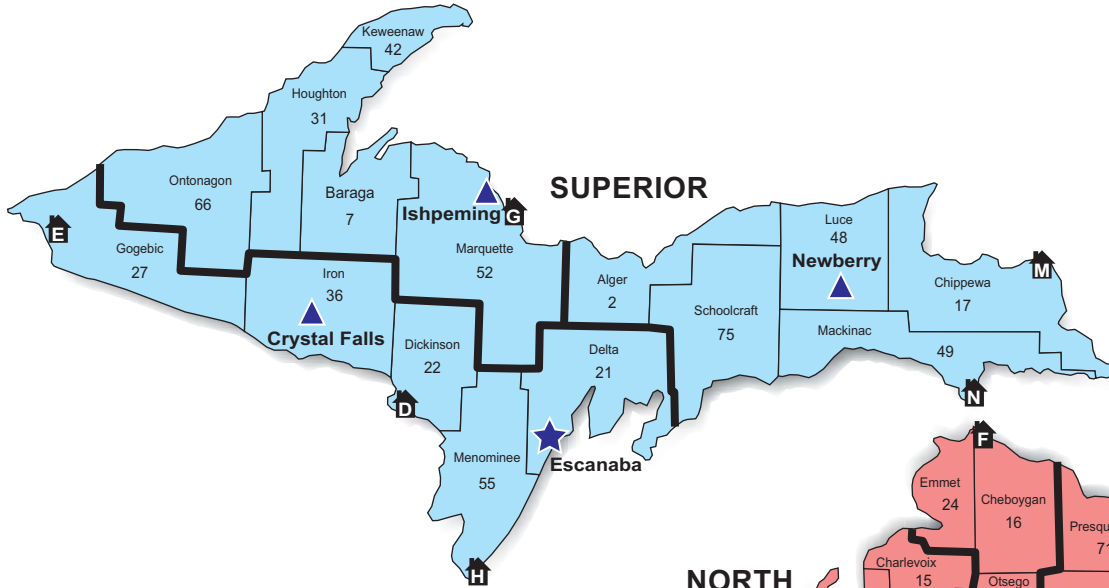 Keweenaw
42
Houghton
31
Ontonagon
66
Baraga
7
SUPERIOR
Ishpeming
G
E
Gogebic
27
Marquette
52
Iron
36
Crystal Falls
Alger
2
Luce
48
Newberry
M
Chippewa
17
Schoolcraft
75
Mackinac
49
Dickinson
22
Delta
21
D
N
Escanaba
Menominee
55
H
F
Emmet
24
Cheboygan
16
Presqu
71
Charlevoix
15
Otsego
NORTH